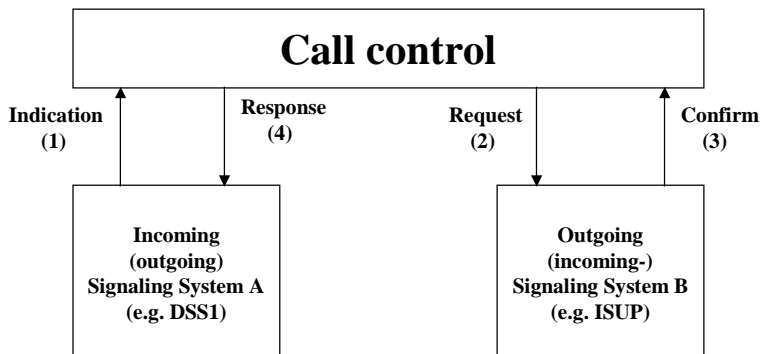 Call control
Indication
(1)
Response
(4)
Request
(2)
Confirm
(3)
Incoming
(outgoing)
Signaling System A
(e.g. DSS1)
Outgoing
(incoming-)
Signaling System B
(e.g. ISUP)